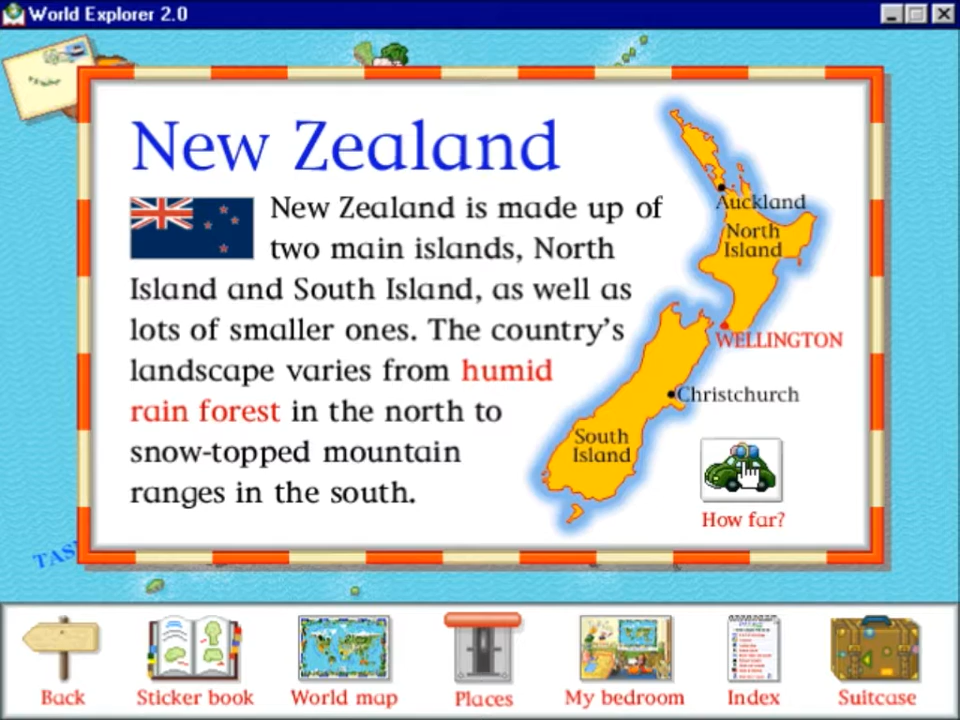 World Explorer 2.0
New Zealand
New Zealand is made up of
two main islands, North
Island and South Island, as well as
lots of smaller ones. The country's
landscape varies from humid
rain forest in the north to
snow-topped mountain
ranges in the south.
Auckland
North
Island
WELLINGTON
Christchurch
South
Island
How far?
TAS
Back
Sticker book
World map
Places
My bedroom
Index
Suitcase